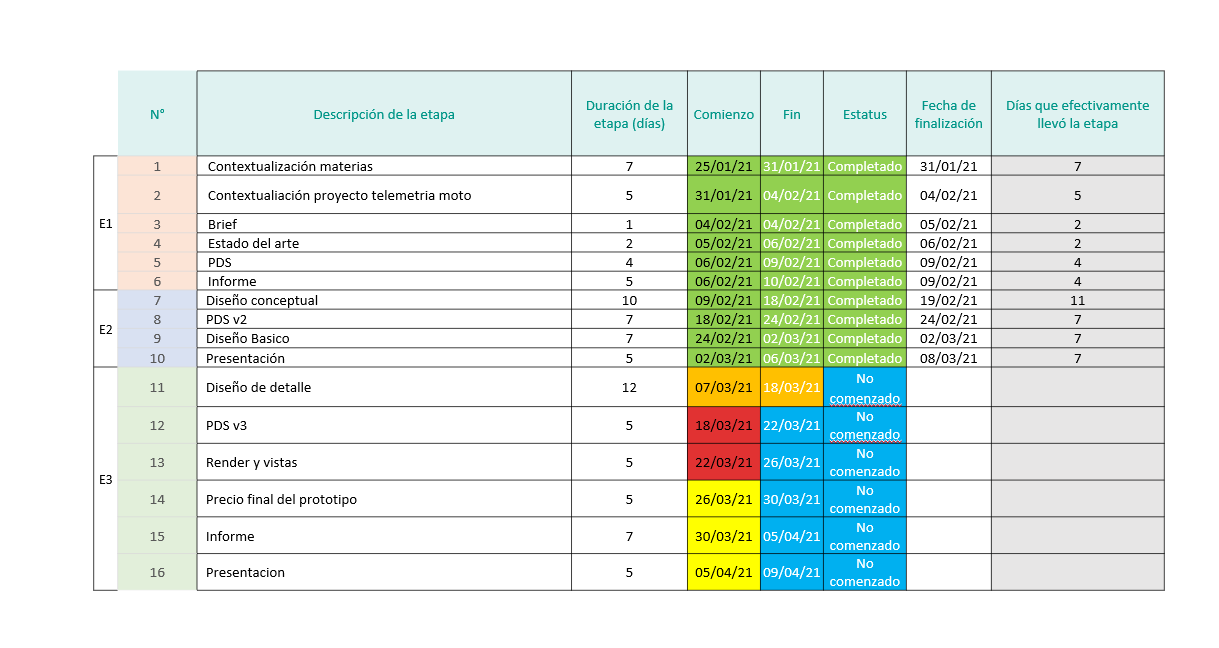 N° Descripción de la etapa Duración de la etapa (días) Comienzo Fin Estatus Fecha de finalización Días que efectivamente llevó la etapa
E1
1 Contextualización materias 7 25/01/21 31/01/21 Completado 31/01/21 7
2 Contextualiación proyecto telemetria moto 5 31/01/21 04/02/21 Completado 04/02/21 5
3 Brief 1 04/02/21 04/02/21 Completado 05/02/21 2
4 Estado del arte 2 05/02/21 06/02/21 Completado 06/02/21 2
5 PDS 4 06/02/21 09/02/21 Completado 09/02/21 4
6 Informe 5 06/02/21 10/02/21 Completado 09/02/21 4
E2
7 Diseño conceptual 10 09/02/21 18/02/21 Completado 19/02/21 11
8 PDS v2 7 18/02/21 24/02/21 Completado 24/02/21 7
9 Diseño Basico 7 24/02/21 02/03/21 Completado 02/03/21 7
10 Presentación 5 02/03/21 06/03/21 Completado 08/03/21 7
E3
11 Diseño de detalle 12 07/03/21 18/03/21 No comenzado
12 PDS v3 5 18/03/21 22/03/21 No comenzado
13 Render y vistas 5 22/03/21 26/03/21 No comenzado
14 Precio final del prototipo 5 26/03/21 30/03/21 No comenzado
15 Informe 7 30/03/21 05/04/21 No comenzado
16 Presentacion 5 05/04/21 09/04/21 No comenzado